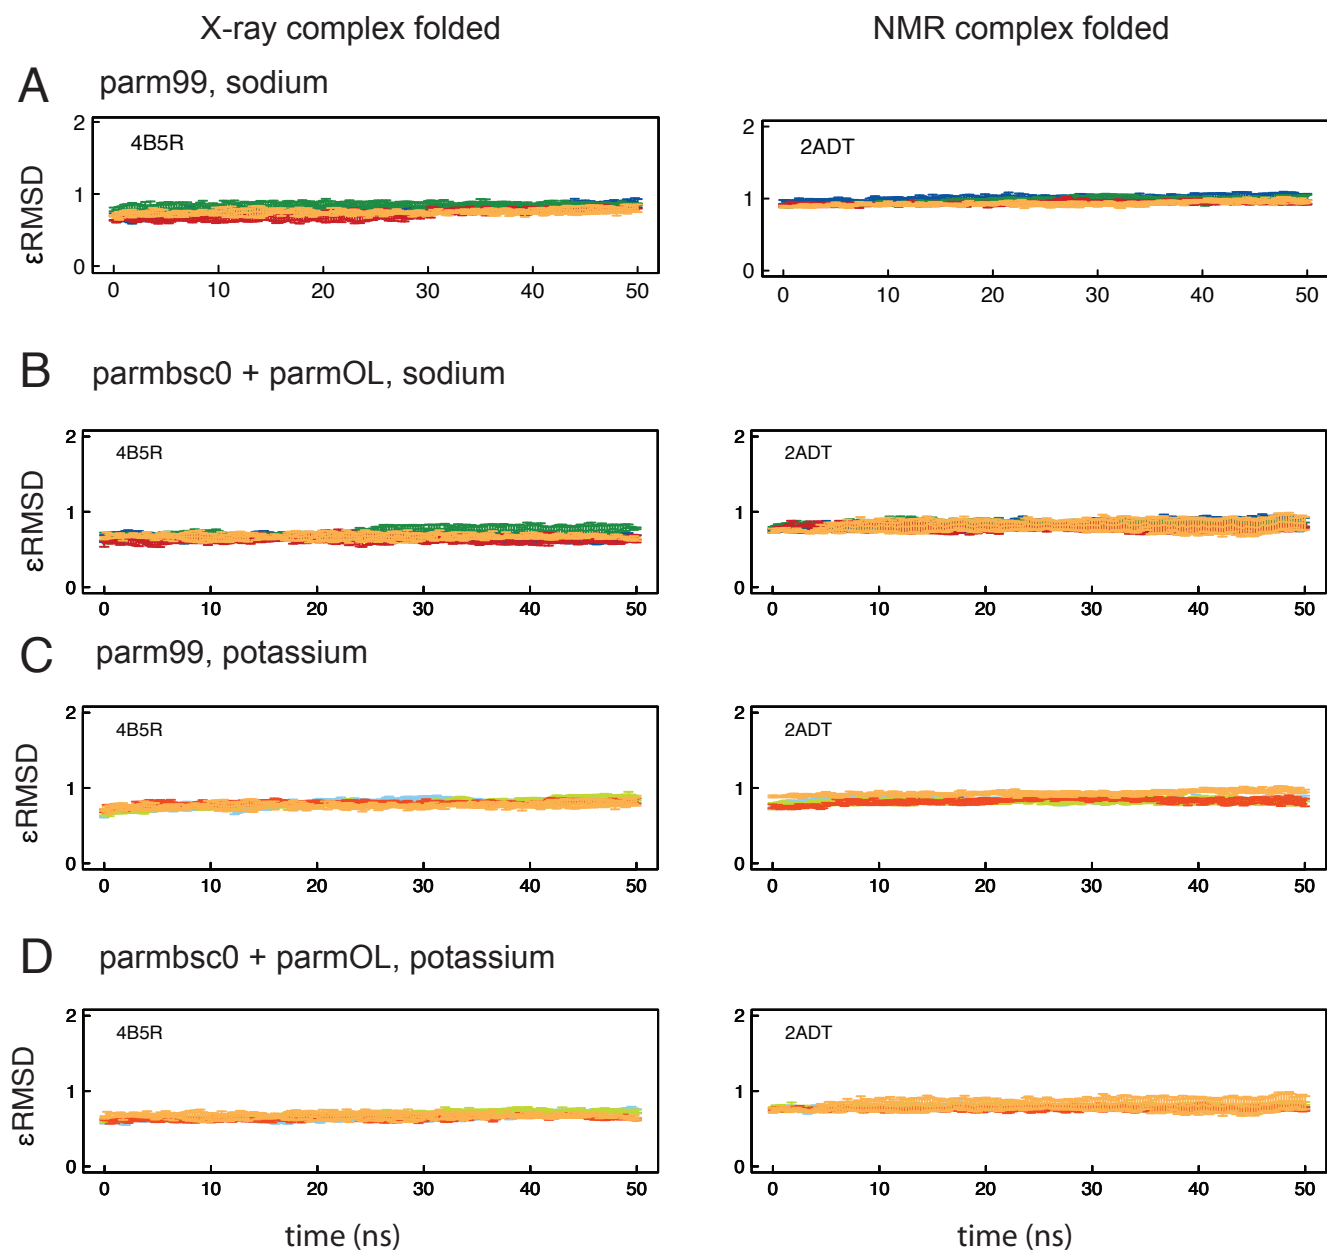 X-ray complex folded NMR complex folded
A parm99, sodium
2 4B5R 2 2ADT
εRMSD 1 1
0 0
0 10 20 30 40 50 0 10 20 30 40 50
B parmbsc0 + parmOL, sodium
2 4B5R 2 2ADT
εRMSD 1 1
0 0
0 10 20 30 40 50 0 10 20 30 40 50
C parm99, potassium
2 4B5R 2 2ADT
εRMSD 1 1
0 0
0 10 20 30 40 50 0 10 20 30 40 50
D parmbsc0 + parmOL, potassium
2 4B5R 2 2ADT
εRMSD 1 1
0 0
0 10 20 30 40 50 0 10 20 30 40 50
time (ns) time (ns)